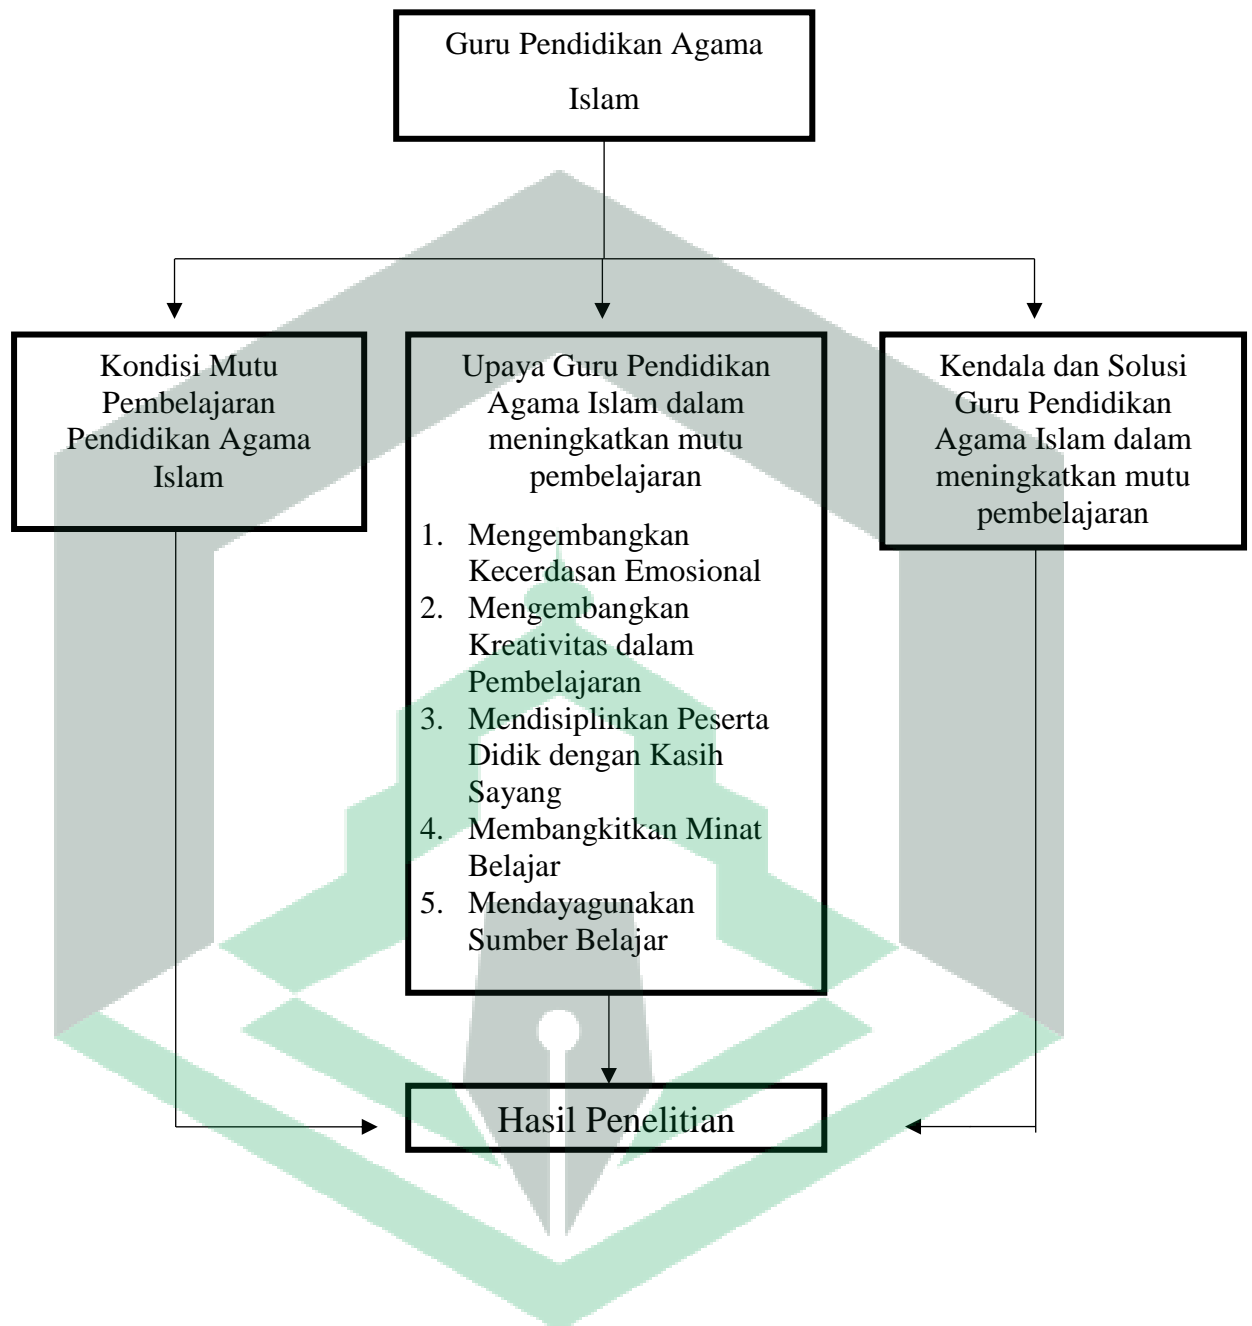 Guru Pendidikan Agama
Islam
Kondisi Mutu
Pembelajaran
Pendidikan Agama
Islam
Upaya Guru Pendidikan
Agama Islam dalam
meningkatkan mutu
pembelajaran
1. Mengembangkan
Kecerdasan Emosional
2. Mengembangkan
Kreativitas dalam
Pembelajaran
3. Mendisiplinkan Peserta
Didik dengan Kasih
Sayang
4. Membangkitkan Minat
Belajar
5. Mendayagunakan
Sumber Belajar
Kendala dan Solusi
Guru Pendidikan
Agama Islam dalam
meningkatkan mutu
pembelajaran
Hasil Penelitian